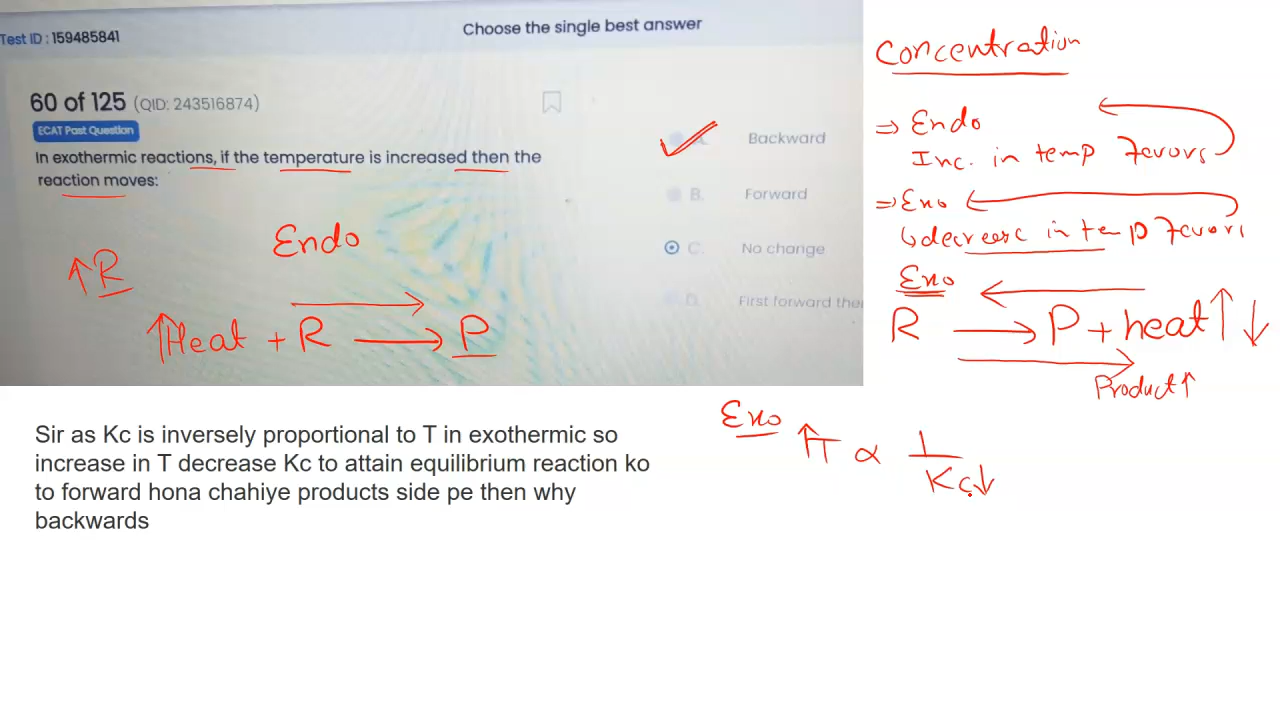 Test ID : 159485841
Choose the single best answer
60 of 125 (QID: 243516874)
ECAT Past Question
In exothermic reactions, if the temperature is increased then the
reaction moves:
Backward
B. Forward
C. No change
D. First forward then
Endo
↑R
↑Heat + R → P
Concentration
⇒ Endo
Inc. in temp favors
⇒ Exo
↳ decrease in temp favors
Exo
R → P + heat ↑ ↓
Product ↑
Sir as Kc is inversely proportional to T in exothermic so
increase in T decrease Kc to attain equilibrium reaction ko
to forward hona chahiye products side pe then why
backwards
Exo
↑T ∝ 1
Kc↓